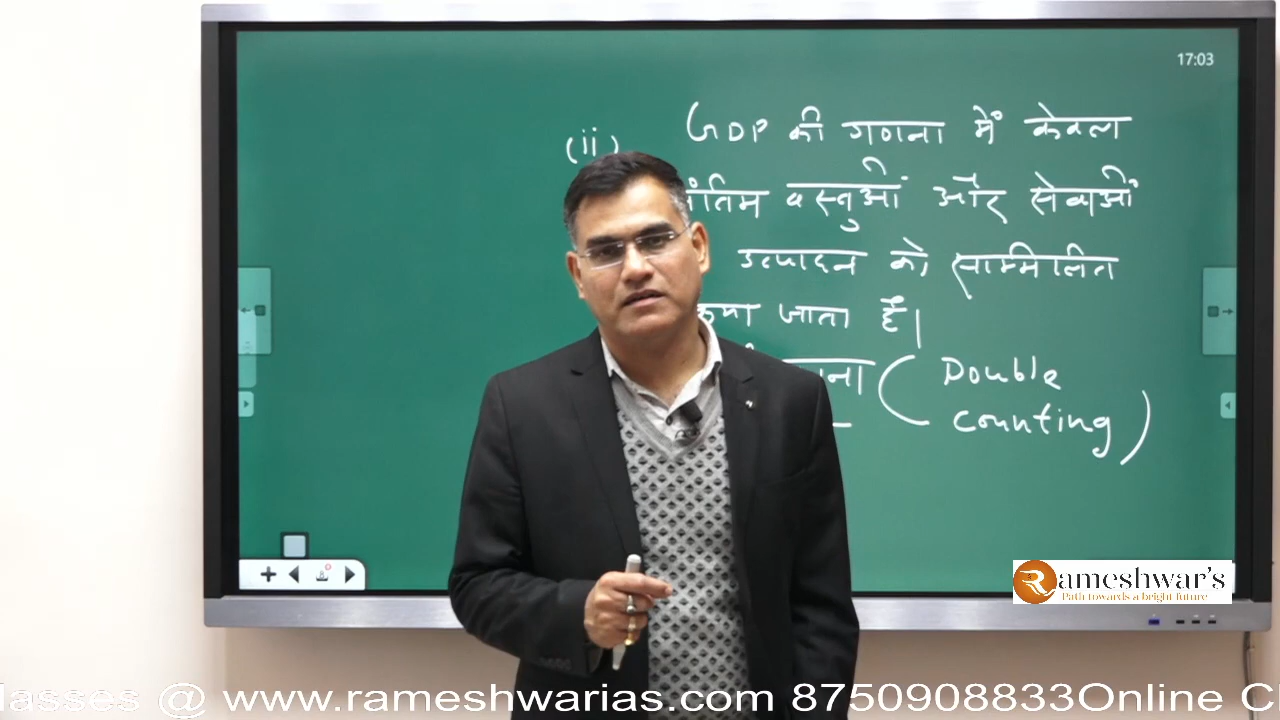 17:03
(ii) GDP की गणना में केवल
वस्तुओं और सेवाओं
उत्पादन को सम्मिलित
जाता है।
(Double
counting)
Rameshwar's
Path towards a bright future
lasses @ www.rameshwarias.com 8750908833Online C